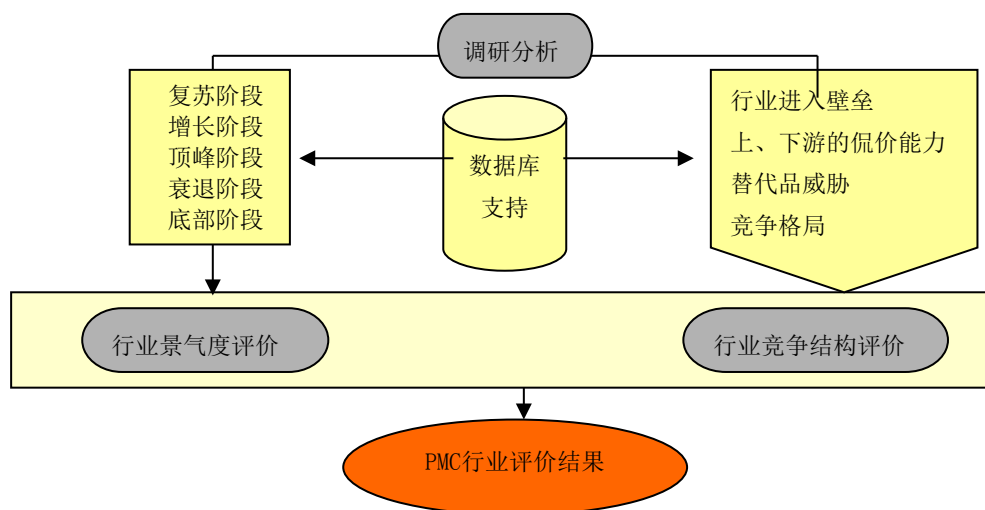 调研分析
复苏阶段
增长阶段
顶峰阶段
衰退阶段
底部阶段
数据库
支持
行业进入壁垒
上、下游的侃价能力
替代品威胁
竞争格局
行业景气度评价
行业竞争结构评价
PMC行业评价结果